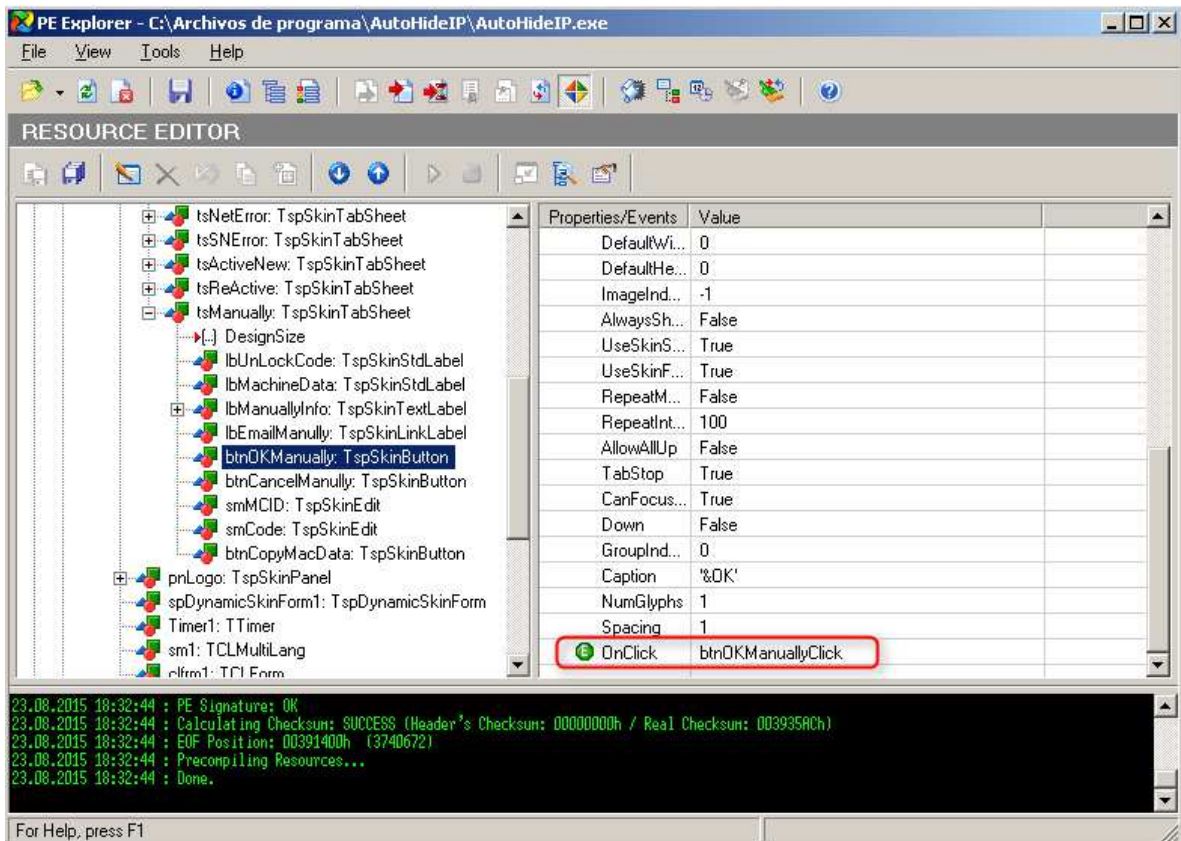 PE Explorer - C:\Archivos de programa\AutoHideIP\AutoHideIP.exe
File View Tools Help
RESOURCE EDITOR
tsNetError: TspSkinTabSheet
tsSNError: TspSkinTabSheet
tsActiveNew: TspSkinTabSheet
tsReActive: TspSkinTabSheet
tsManually: TspSkinTabSheet
DesignSize
lbUnLockCode: TspSkinStdLabel
lbMachineData: TspSkinStdLabel
lbManuallyInfo: TspSkinTextLabel
lbEmailManully: TspSkinLinkLabel
btnOKManually: TspSkinButton
btnCancelManully: TspSkinButton
smMCID: TspSkinEdit
smCode: TspSkinEdit
btnCopyMacData: TspSkinButton
pnLogo: TspSkinPanel
spDynamicSkinForm1: TspDynamicSkinForm
Timer1: TTimer
sm1: TCLMultiLang
clfrm1: TCLForm
Properties/Events Value
DefaultWi... 0
DefaultHe... 0
ImageInd... -1
AlwaysSh... False
UseSkinS... True
UseSkinF... True
RepeatM... False
RepeatInt... 100
AllowAllUp False
TabStop True
CanFocus... True
Down False
GroupInd... 0
Caption '&OK'
NumGlyphs 1
Spacing 1
OnClick btnOKManuallyClick
23.08.2015 18:32:44 : PE Signature: OK
23.08.2015 18:32:44 : Calculating Checksum: SUCCESS (Header's Checksum: 00000000h / Real Checksum: 003935ACh)
23.08.2015 18:32:44 : EOF Position: 00391400h (3740672)
23.08.2015 18:32:44 : Precompiling Resources...
23.08.2015 18:32:44 : Done.
For Help, press F1